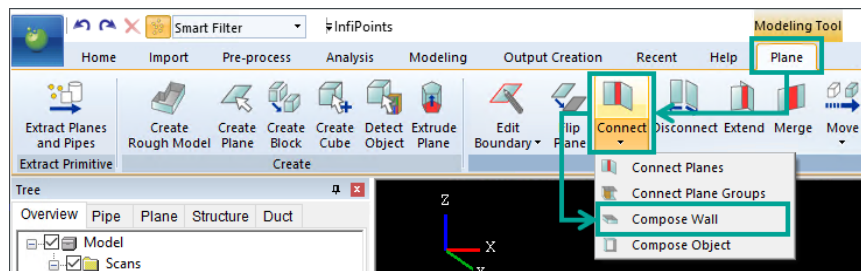 Smart Filter
InfiPoints
Modeling Tool
Home Import Pre-process Analysis Modeling Output Creation Recent Help Plane
Extract Planes and Pipes
Create Rough Model
Create Plane
Create Block
Create Cube
Detect Object
Extrude Plane
Edit Boundary
Flip Plane
Connect
Disconnect
Extend
Merge
Move
Extract Primitive
Create
Connect Planes
Connect Plane Groups
Compose Wall
Compose Object
Tree
Overview Pipe Plane Structure Duct
Model
Scans
Z
X
Y